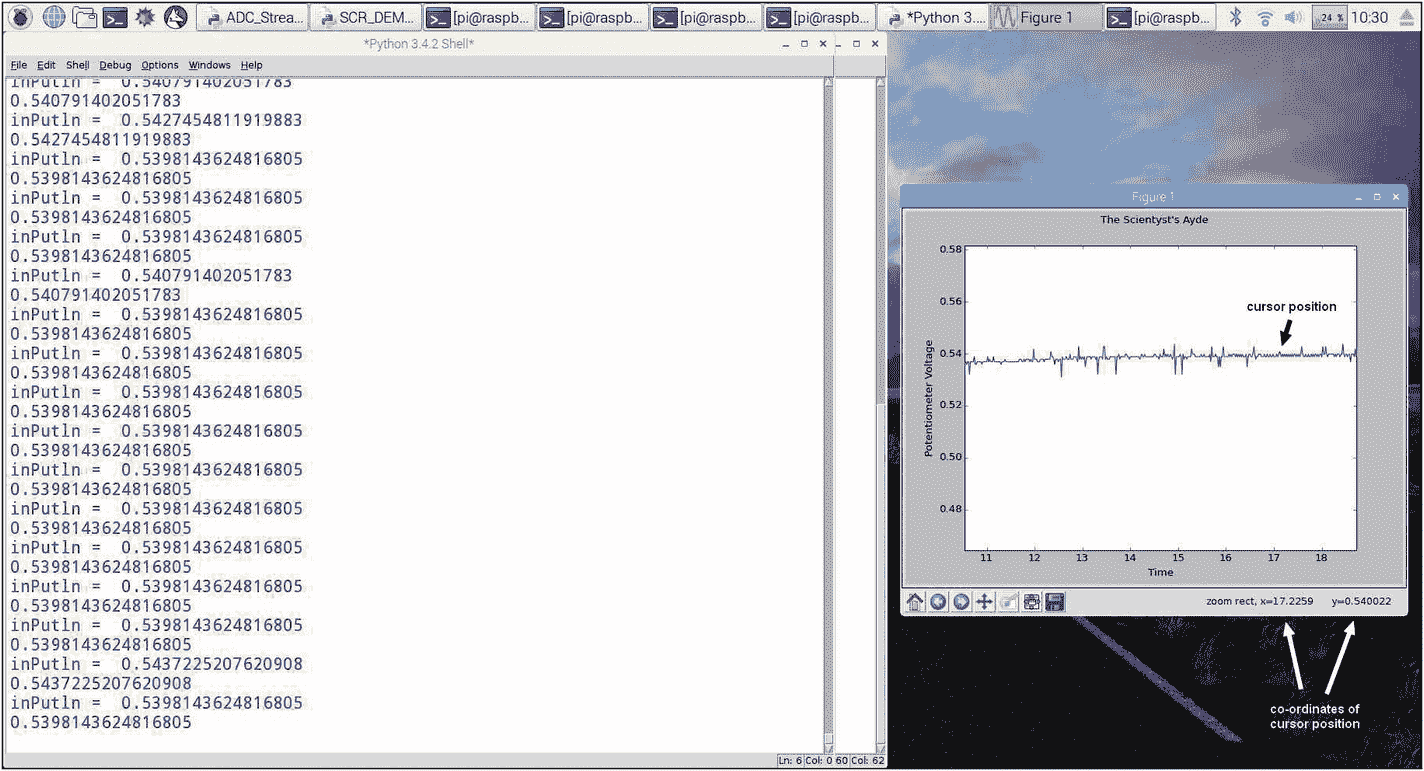 ADC_Strea...
SCR_DEM...
[pi@raspb...
[pi@raspb...
[pi@raspb...
[pi@raspb...
*Python 3....
Figure 1
[pi@raspb...
24 %
10:30
*Python 3.4.2 Shell*
File Edit Shell Debug Options Windows Help
inPutln =  0.540791402051783
0.540791402051783
inPutln =  0.5427454811919883
0.5427454811919883
inPutln =  0.5398143624816805
0.5398143624816805
inPutln =  0.5398143624816805
0.5398143624816805
inPutln =  0.5398143624816805
0.5398143624816805
inPutln =  0.540791402051783
0.540791402051783
inPutln =  0.5398143624816805
0.5398143624816805
inPutln =  0.5398143624816805
0.5398143624816805
inPutln =  0.5398143624816805
0.5398143624816805
inPutln =  0.5398143624816805
0.5398143624816805
inPutln =  0.5398143624816805
0.5398143624816805
inPutln =  0.5398143624816805
0.5398143624816805
inPutln =  0.5398143624816805
0.5398143624816805
inPutln =  0.5398143624816805
0.5398143624816805
inPutln =  0.5398143624816805
0.5398143624816805
inPutln =  0.5437225207620908
0.5437225207620908
inPutln =  0.5398143624816805
0.5398143624816805
Ln: 6 Col: 0
60 Col: 62
Figure 1
The Scientyst's Ayde
0.58
0.56
0.54
0.52
0.50
0.48
Potentiometer Voltage
cursor position
11 12 13 14 15 16 17 18
Time
zoom rect, x=17.2259 y=0.540022
co-ordinates of
cursor position